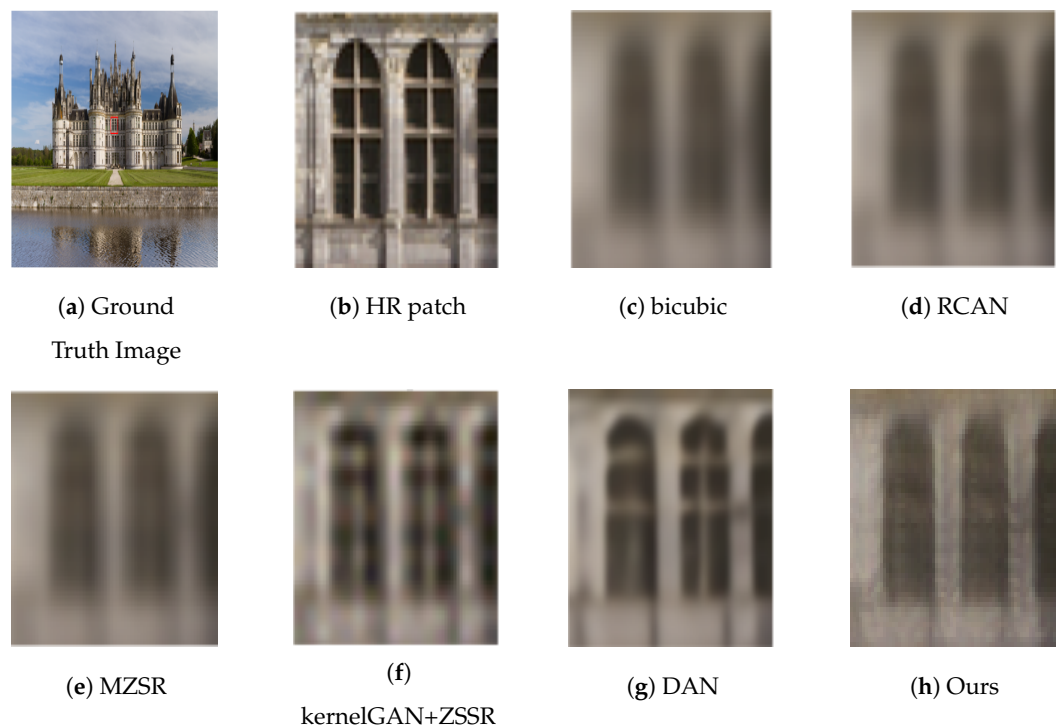 (a) Ground
Truth Image
(b) HR patch
(c) bicubic
(d) RCAN
(e) MZSR
(f)
kernelGAN+ZSSR
(g) DAN
(h) Ours